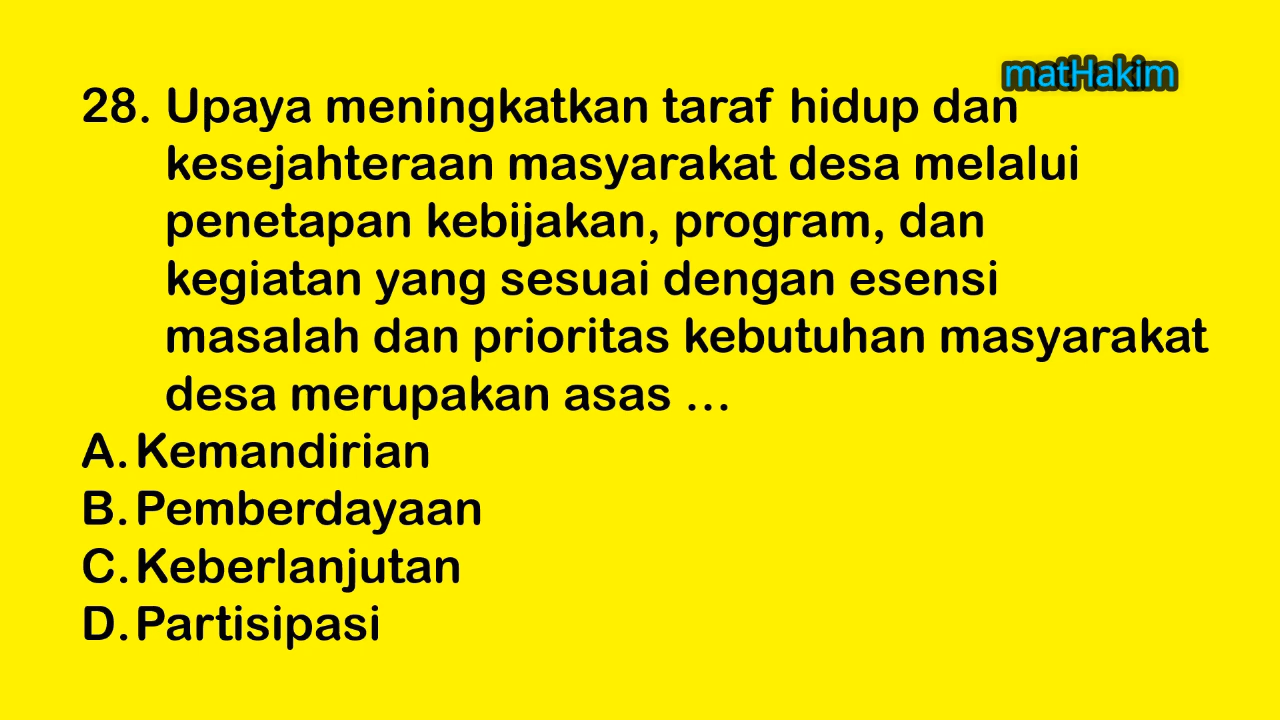 matHakim
28. Upaya meningkatkan taraf hidup dan
kesejahteraan masyarakat desa melalui
penetapan kebijakan, program, dan
kegiatan yang sesuai dengan esensi
masalah dan prioritas kebutuhan masyarakat
desa merupakan asas ...
A. Kemandirian
B. Pemberdayaan
C. Keberlanjutan
D. Partisipasi